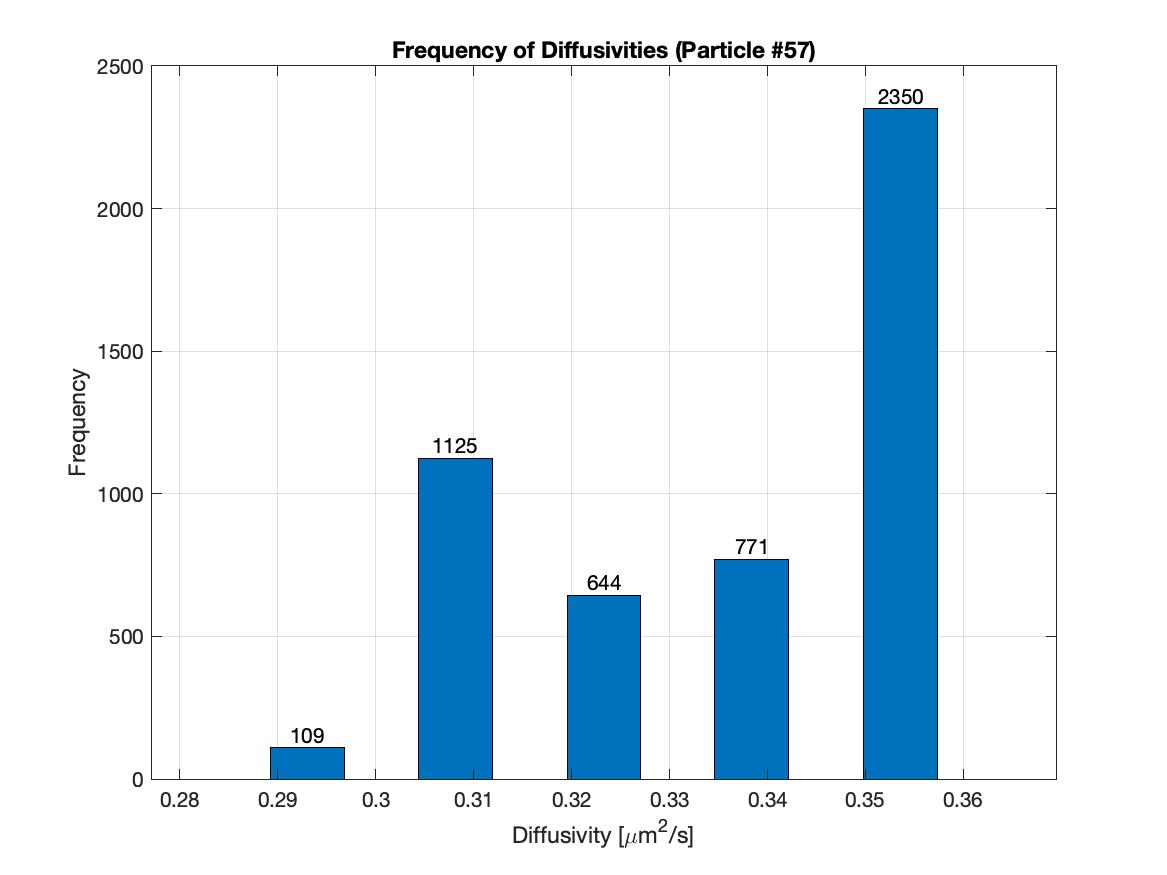 Frequency of Diffusivities (Particle #57)
2500
2000
1500
1000
500
0
Frequency
109
1125
644
771
2350
0.28 0.29 0.3 0.31 0.32 0.33 0.34 0.35 0.36
Diffusivity [μm²/s]